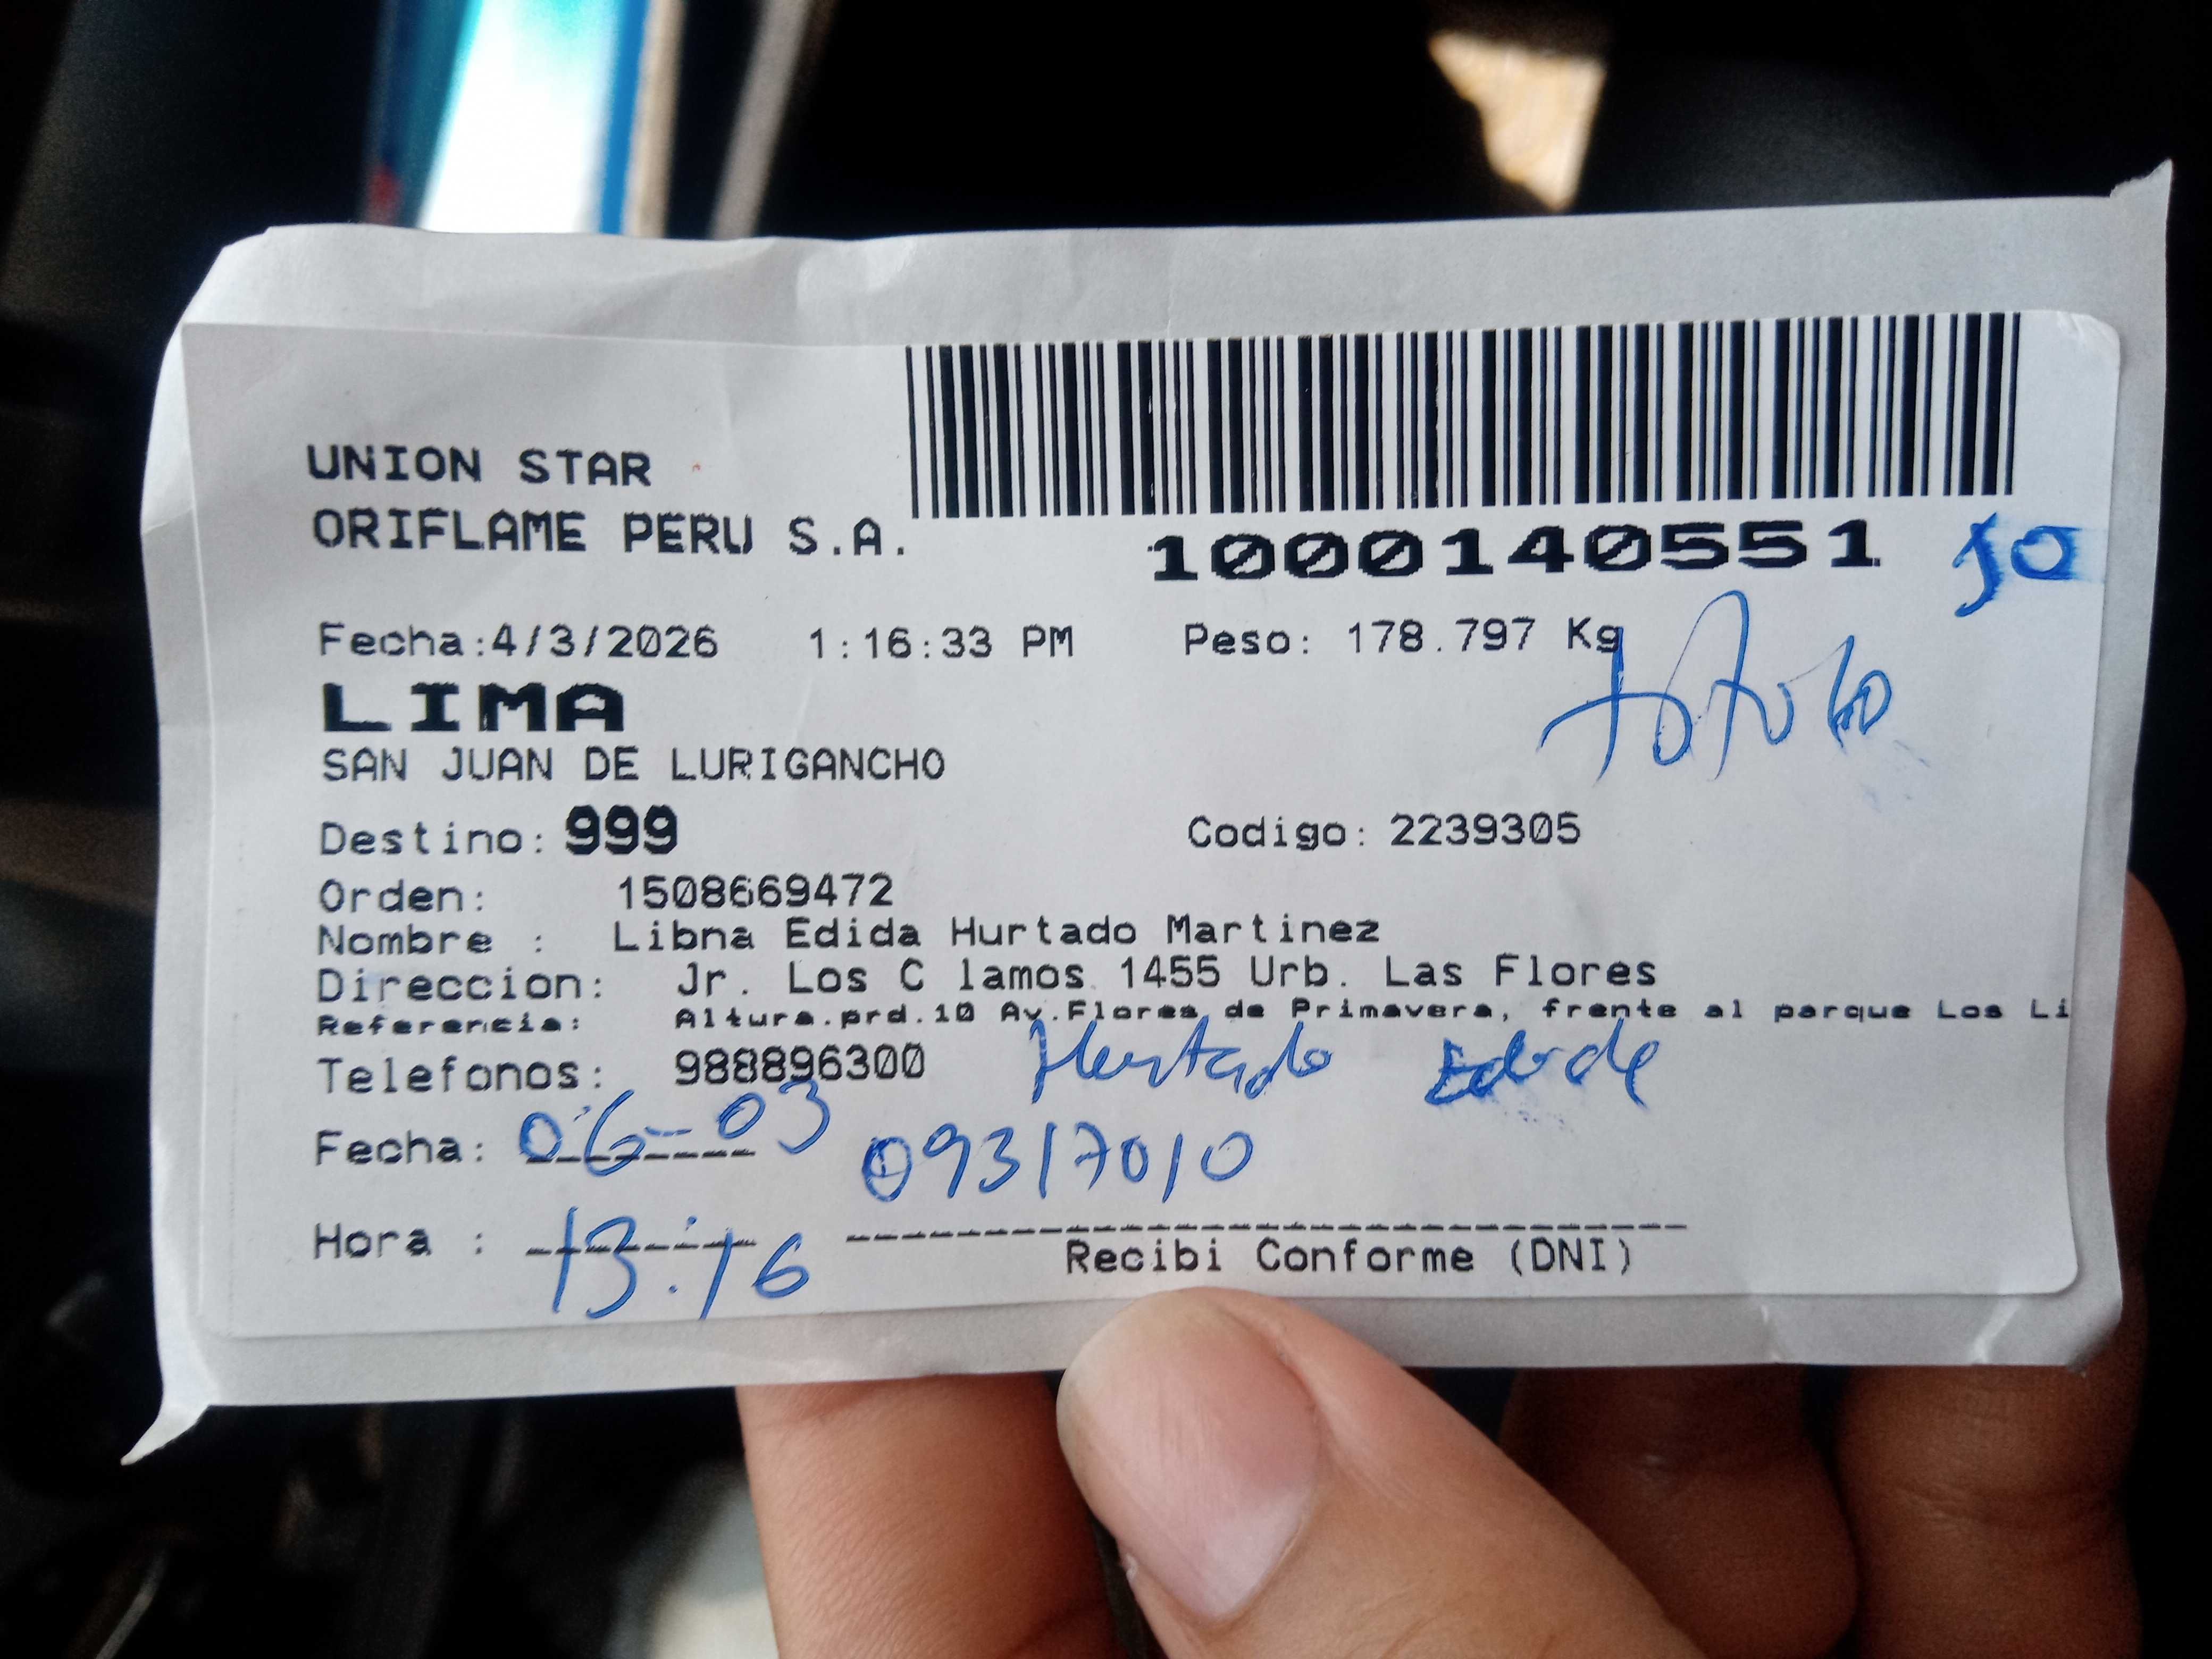 UNION STAR
ORIFLAME PERU S.A.
1000140551 50
Fecha:4/3/2026 1:16:33 PM Peso: 178.797 Kg
LIMA
SAN JUAN DE LURIGANCHO
Destino: 999 Codigo: 2239305
Orden: 1508669472
Nombre : Libna Edida Hurtado Martinez
Direccion: Jr. Los C lamos 1455 Urb. Las Flores
Referencia: Altura.prd.10 Av.Flores de Primavera, frente al parque Los Li
Telefonos: 988896300 Hurtado
Fecha: 06-03 09317010
Hora : 13:16
Recibi Conforme (DNI)